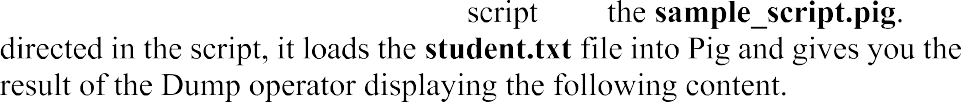 script the sample_script.pig.
directed in the script, it loads the student.txt file into Pig and gives you the
result of the Dump operator displaying the following content.